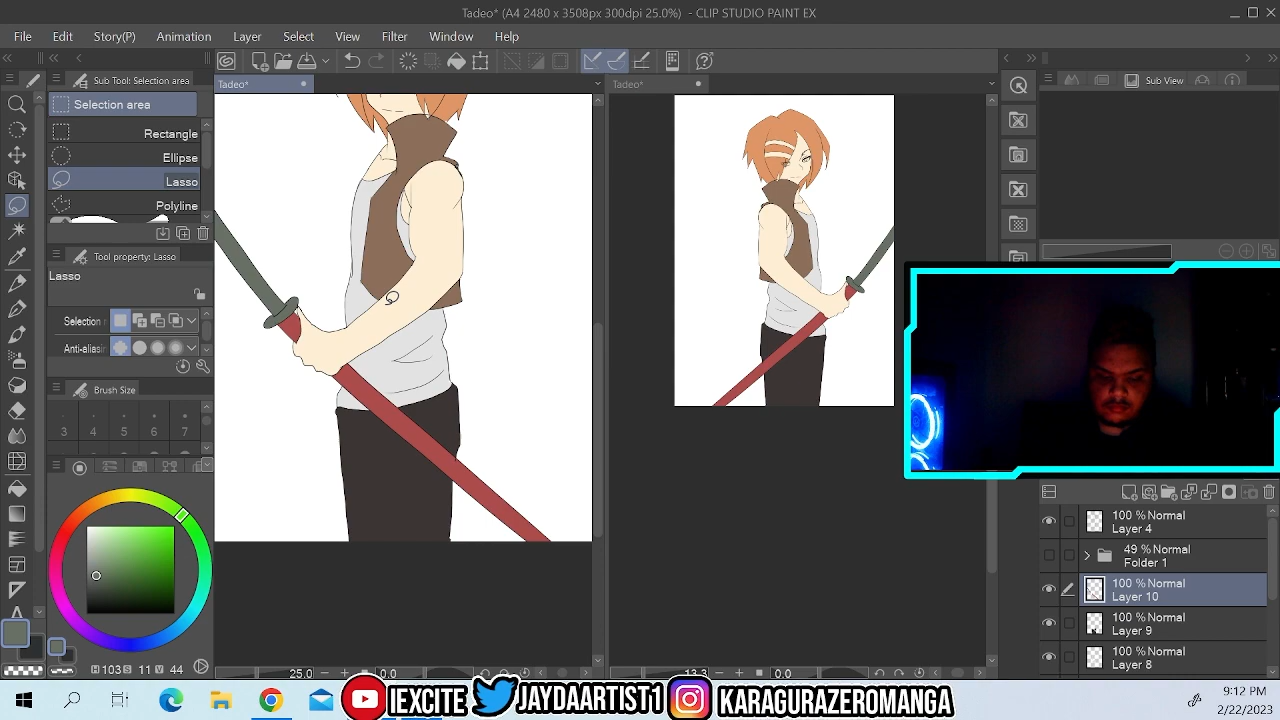 Tadeo* (A4 2480 x 3508px 300dpi 25.0%) - CLIP STUDIO PAINT EX
File Edit Story(P) Animation Layer Select View Filter Window Help
Sub Tool: Selection area
Tadeo*
Tadeo*
Sub View
Selection area
Rectangle
Ellipse
Lasso
Polyline
Tool property: Lasso
Lasso
Selection
Anti-alias
Brush Size
3 4 5 6 7
H 103 S 11 V 44
25.0
0.0
13.3
0.0
100 % Normal
Layer 4
49 % Normal
Folder 1
100 % Normal
Layer 10
100 % Normal
Layer 9
100 % Normal
Layer 8
IEXCITE
JAYDAARTIST1
KARAGURAZEROMANGA
9:12 PM
2/22/2023